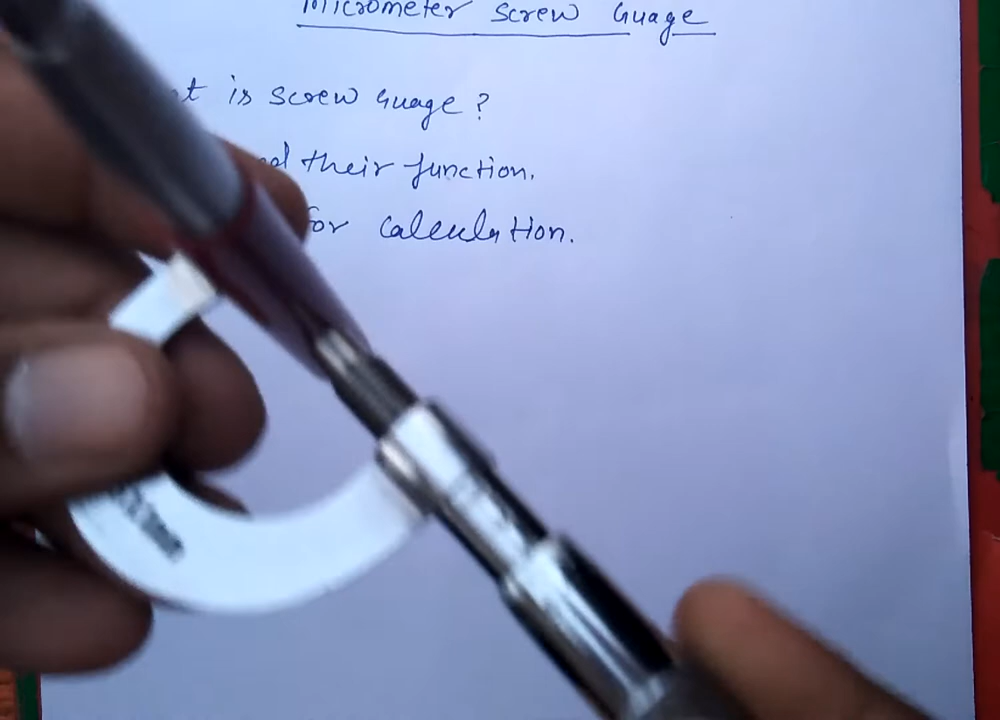 Micrometer Screw Guage
is screw Guage?
their function.
for calculation.